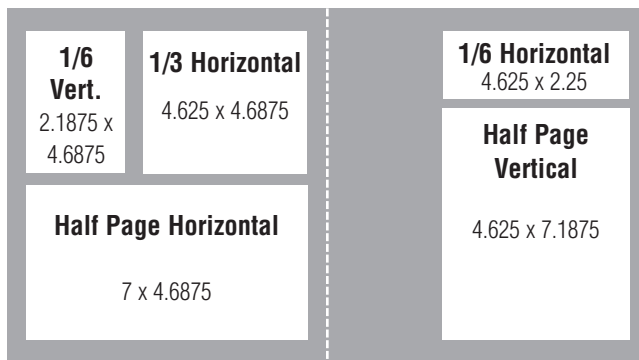 1/6
Vert.
2.1875 x
4.6875
1/3 Horizontal
4.625 x 4.6875
Half Page Horizontal
7 x 4.6875
1/6 Horizontal
4.625 x 2.25
Half Page
Vertical
4.625 x 7.1875